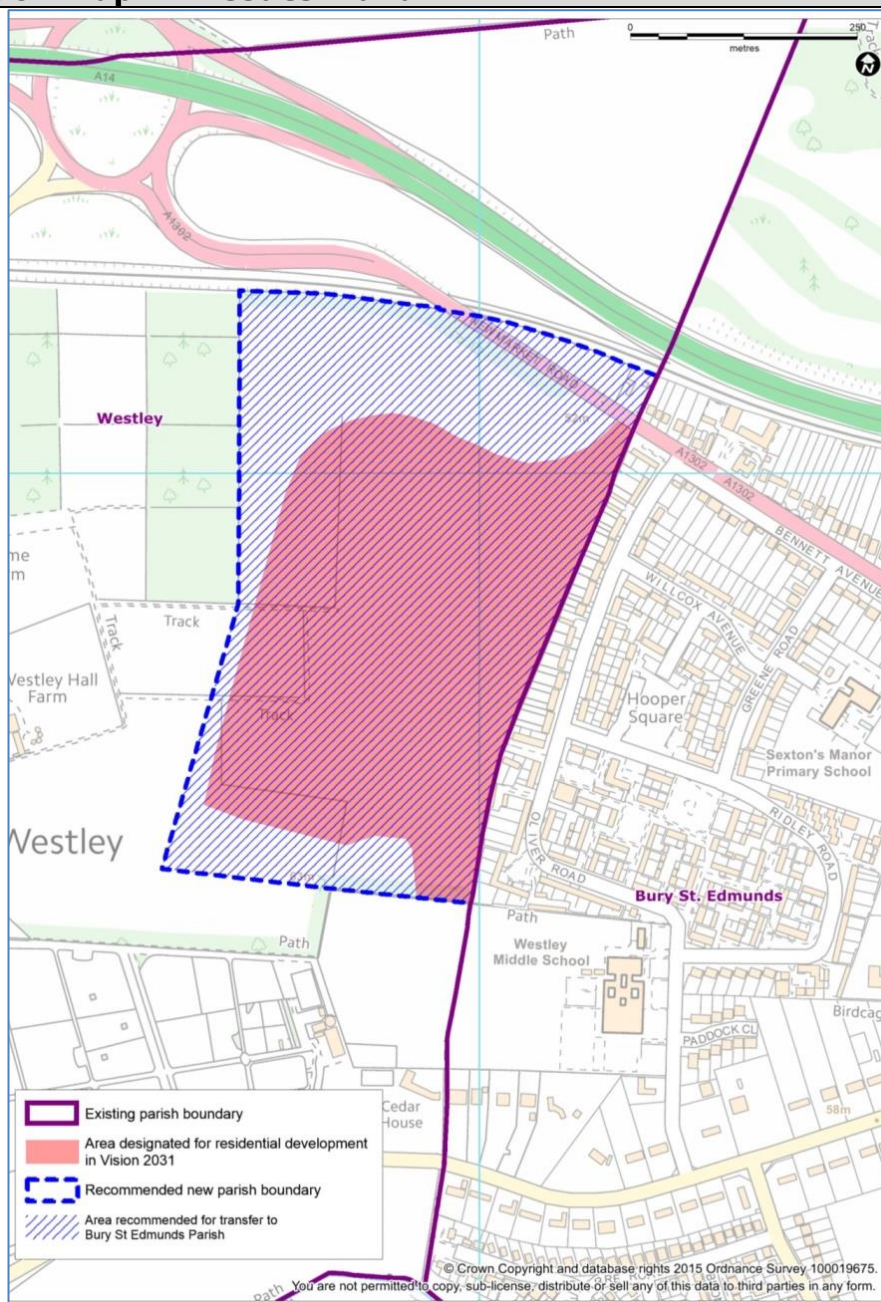 Path
0
250
metres
Track
N
A14
A1302
NEWMARKET ROAD
Westley
92m
A1302
A1302
BENNETT AVENUE
WILLCOX AVENUE
GREENE ROAD
Track
Track
Westley Hall
Farm
Hooper
Square
Track
Sexton's Manor
Primary School
Westley
RIDLEY ROAD
OLIVER ROAD
Bury St. Edmunds
Path
Path
Westley
Middle School
Birdcag
PADDOCK CL
Cedar
House
58m
Existing parish boundary
Area designated for residential development
in Vision 2031
Recommended new parish boundary
Area recommended for transfer to
Bury St Edmunds Parish
© Crown Copyright and database rights 2015 Ordnance Survey 100019675.
You are not permitted to copy, sub-license, distribute or sell any of this data to third parties in any form.
Path